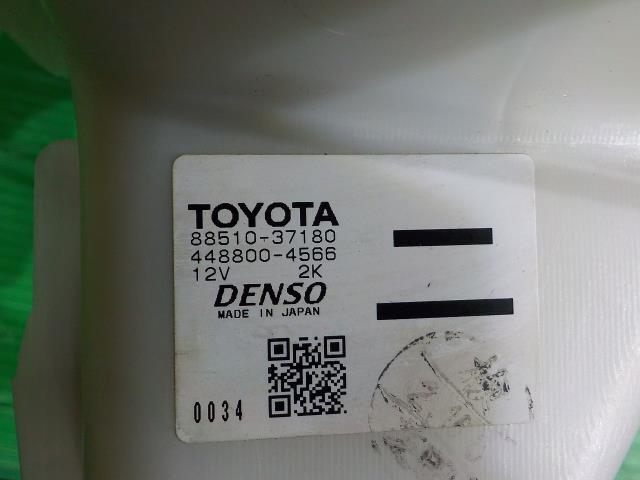 TOYOTA
88510-37180
448800-4566
12V 2K
DENSO
MADE IN JAPAN
0034